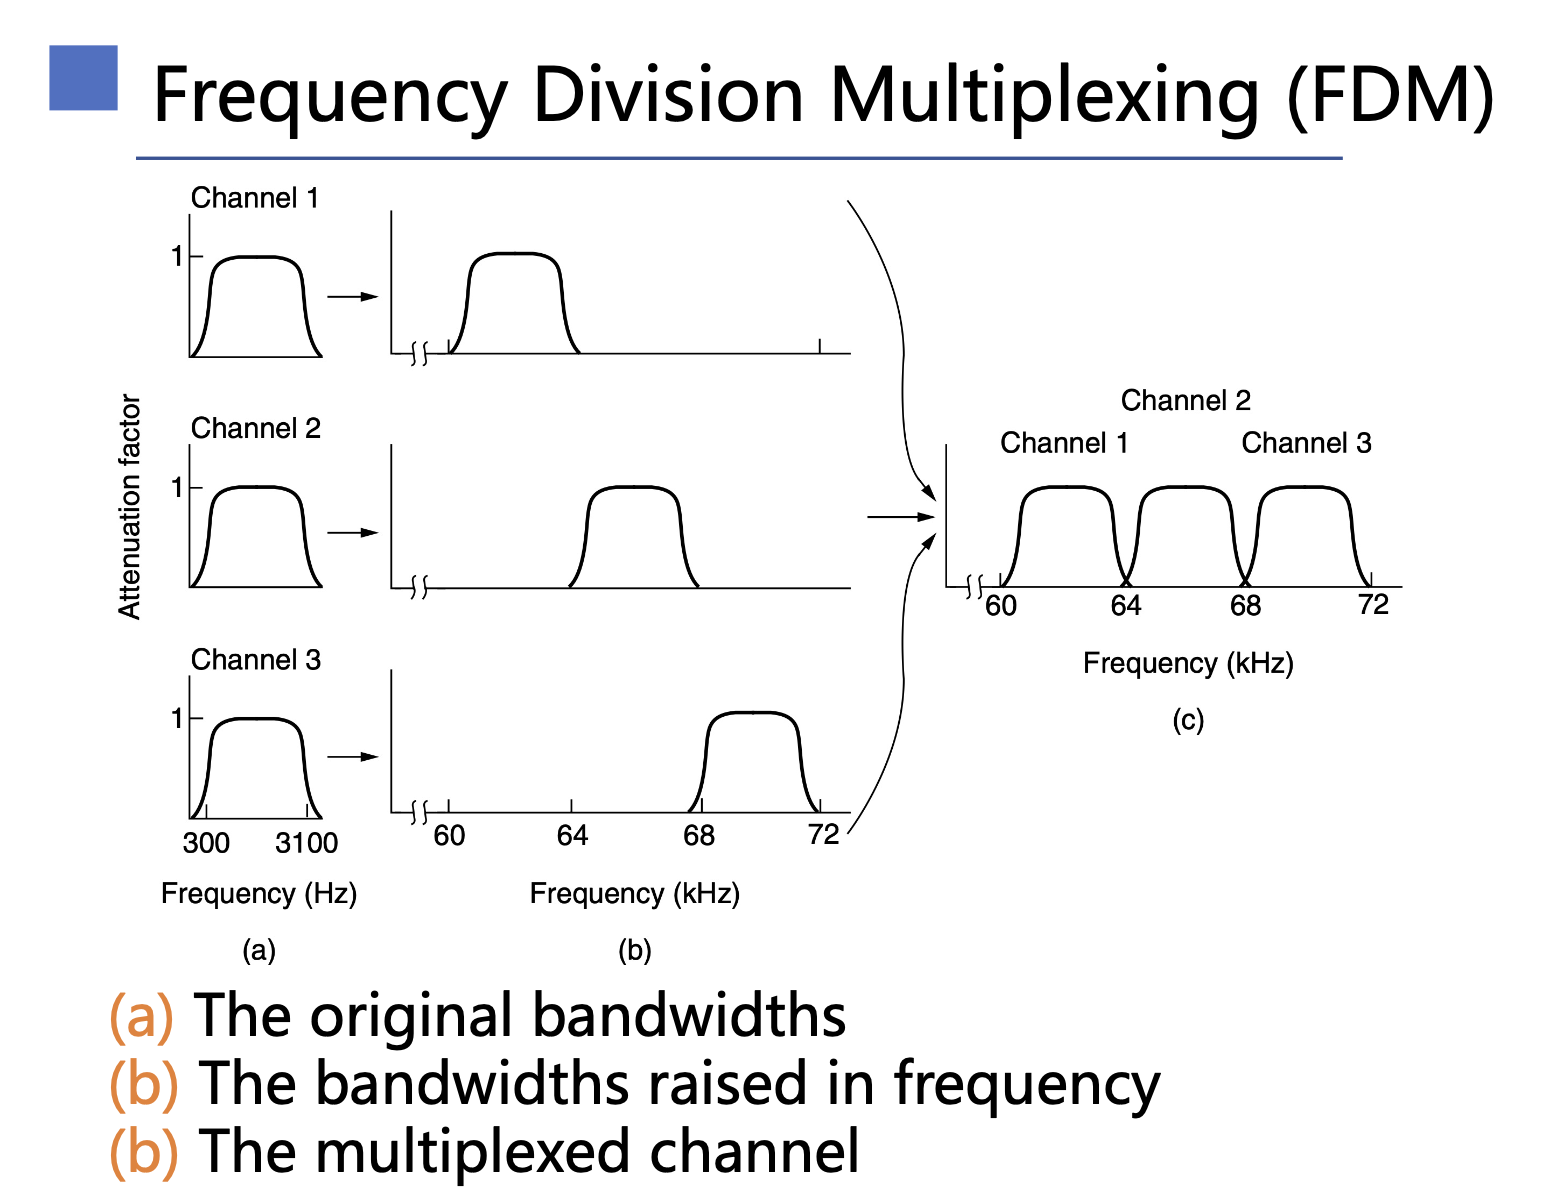 Frequency Division Multiplexing (FDM)
Channel 1
1
Channel 2
1
Attenuation factor
Channel 3
1
300 3100
Frequency (Hz)
(a)
60 64 68 72
Frequency (kHz)
(b)
Channel 2
Channel 1 Channel 3
60 64 68 72
Frequency (kHz)
(c)
(a) The original bandwidths
(b) The bandwidths raised in frequency
(b) The multiplexed channel